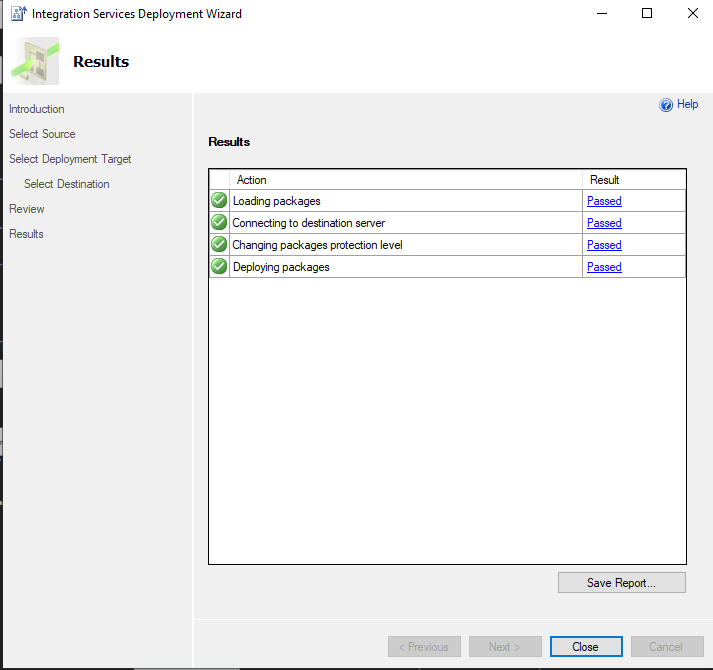 Integration Services Deployment Wizard
Results
Introduction
Select Source
Select Deployment Target
Select Destination
Review
Results
Help
Results
Action Result
Loading packages Passed
Connecting to destination server Passed
Changing packages protection level Passed
Deploying packages Passed
Save Report...
< Previous Next > Close Cancel